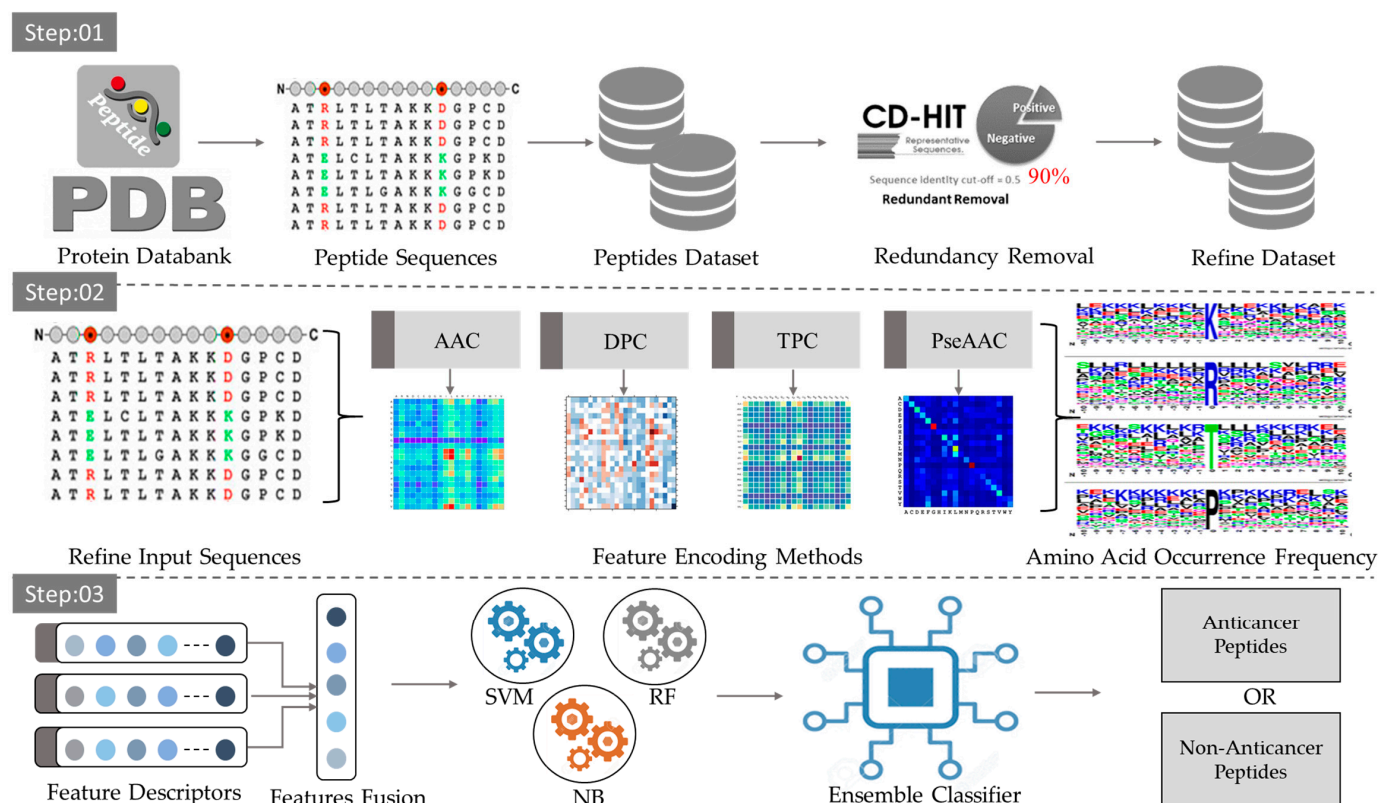 Step:01
Peptide
PDB
Protein Databank
N C
A T R L T L T A K K D G P C D
A T R L T L T A K K D G P C D
A T R L T L T A K K D G P C D
A T E L C L T A K K K G P K D
A T E L T L T A K K K G P K D
A T E L T L G A K K K G G C D
A T R L T L T A K K D G P C D
A T R L T L T A K K D G P C D
Peptide Sequences
Peptides Dataset
CD-HIT
Representative
Sequences.
Positive
Negative
Sequence identity cut-off = 0.5 90%
Redundant Removal
Redundancy Removal
Refine Dataset
Step:02
N C
A T R L T L T A K K D G P C D
A T R L T L T A K K D G P C D
A T R L T L T A K K D G P C D
A T E L C L T A K K K G P K D
A T E L T L T A K K K G P K D
A T E L T L G A K K K G G C D
A T R L T L T A K K D G P C D
A T R L T L T A K K D G P C D
Refine Input Sequences
AAC
DPC
TPC
PseAAC
A C D E F G H I K L M N P Q R S T V W Y
Feature Encoding Methods
K
R
T
P
Amino Acid Occurrence Frequency
Step:03
Feature Descriptors
Features Fusion
SVM
RF
NB
Ensemble Classifier
Anticancer
Peptides
OR
Non-Anticancer
Peptides